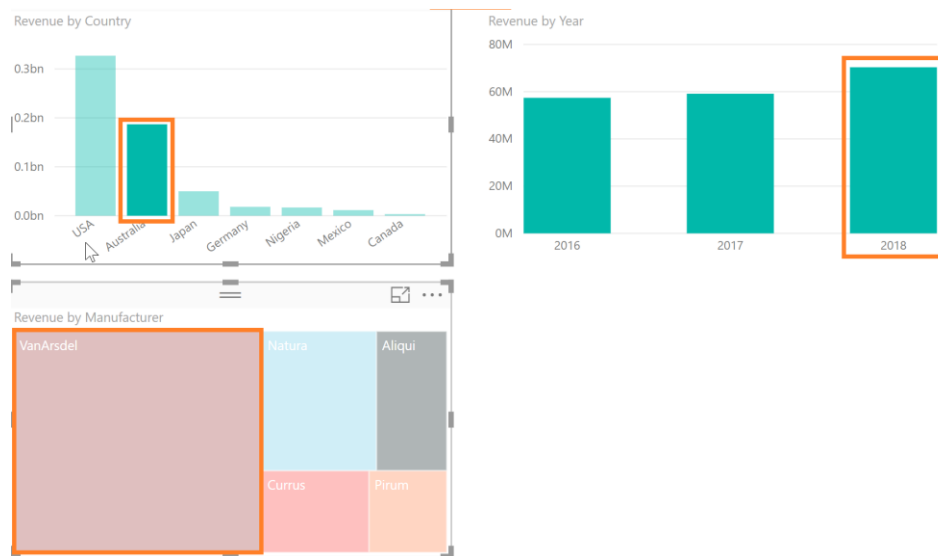 Revenue by Country
0.3bn
0.2bn
0.1bn
0.0bn
USA
Australia
Japan
Germany
Nigeria
Mexico
Canada
Revenue by Year
80M
60M
40M
20M
0M
2016
2017
2018
Revenue by Manufacturer
VanArsdel
Natura
Aliqui
Currus
Pirum